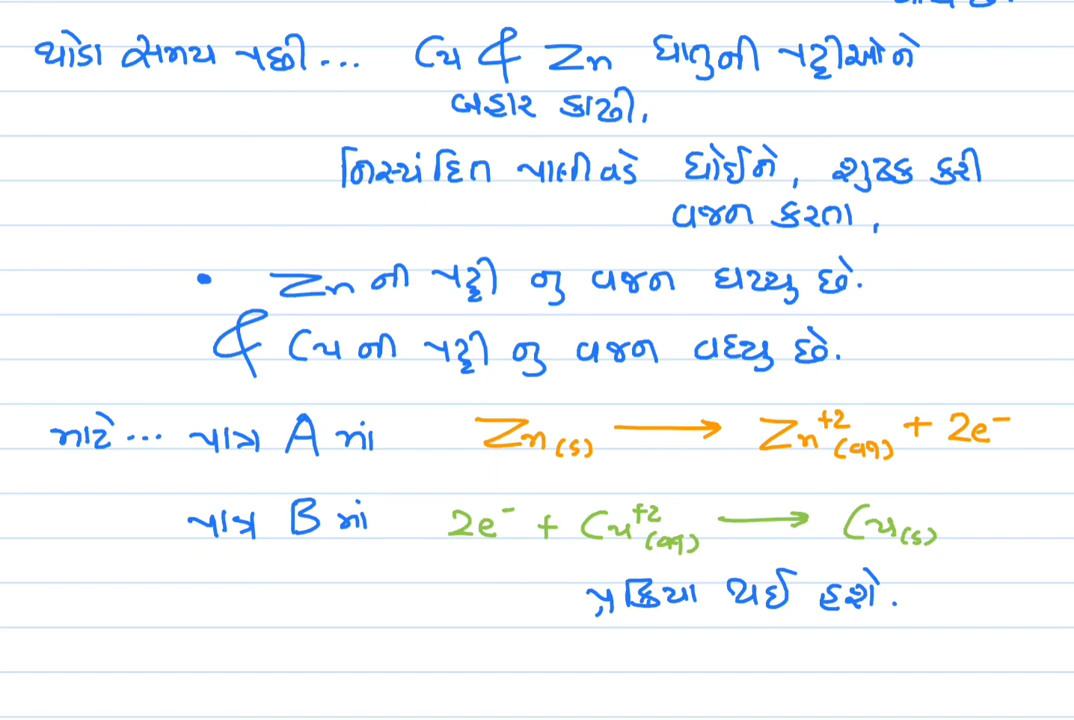 થોડા સમય પછી... Cu & Zn ધાતુની પટ્ટીઓને
બહાર કાઢી,
નિસ્યંદિત પાણી વડે ધોઈને, શુષ્ક કરી
વજન કરતા,
• Zn ની પટ્ટી નુ વજન ઘટ્યુ છે.
& Cu ની પટ્ટી નુ વજન વધ્યુ છે.
માટે... પાત્ર A માં Zn(s) ⟶ Zn⁺²(aq) + 2e⁻
પાત્ર B માં 2e⁻ + Cu⁺²(aq) ⟶ Cu(s)
પ્રક્રિયા થઈ હશે.